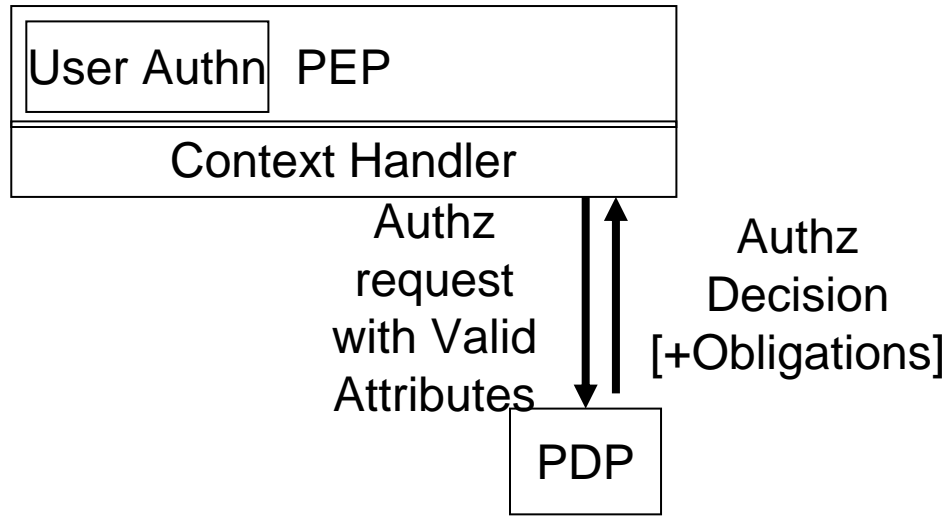 User Authn PEP
Context Handler
Authz
request
with Valid
Attributes
Authz
Decision
[+Obligations]
PDP